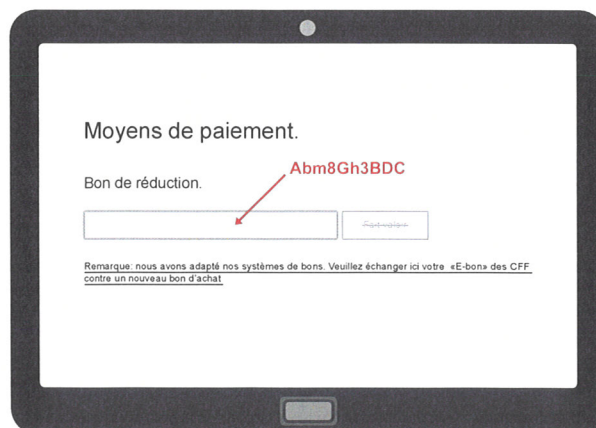 Moyens de paiement.
Abm8Gh3BDC
Bon de réduction.
Remarque: nous avons adapté nos systèmes de bons. Veuillez échanger ici votre «E-bon» des CFF
contre un nouveau bon d'achat